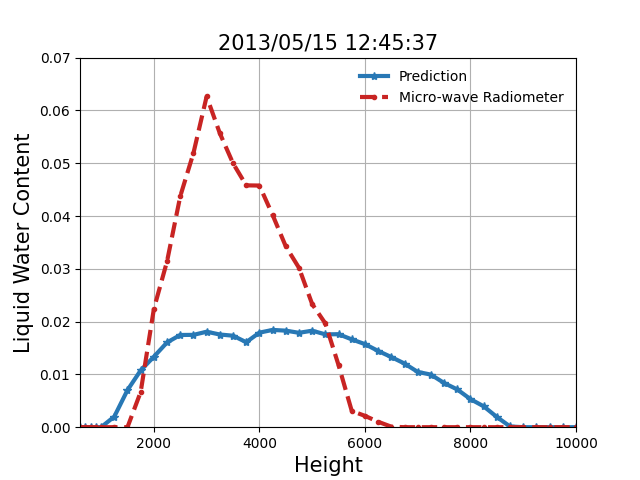 2013/05/15 12:45:37
0.07
0.06
0.05
0.04
0.03
0.02
0.01
0.00
Liquid Water Content
Prediction
Micro-wave Radiometer
2000 4000 6000 8000 10000
Height